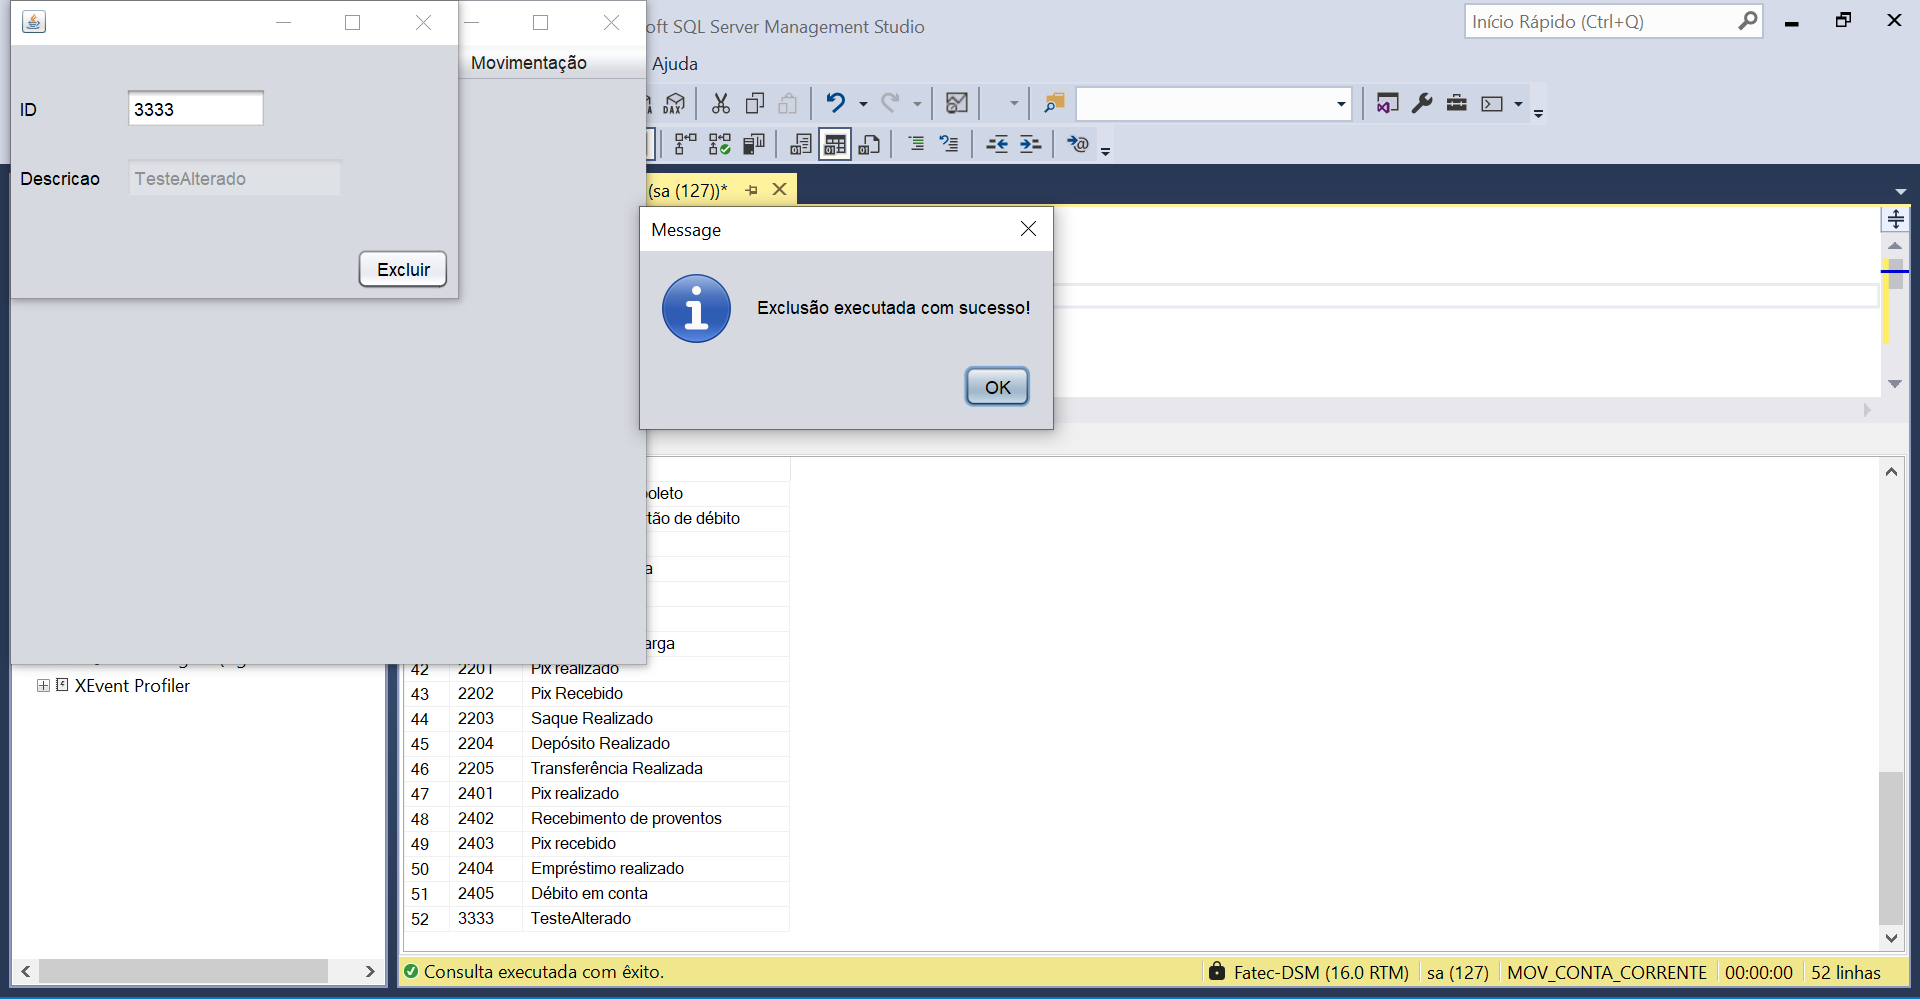 oft SQL Server Management Studio
Início Rápido (Ctrl+Q)
Movimentação
Ajuda
ID
3333
DAX
Descricao
TesteAlterado
Excluir
(sa (127))*
Message
Exclusão executada com sucesso!
OK
oleto
tão de débito
a
arga
42 2201 Pix realizado
XEvent Profiler
43 2202 Pix Recebido
44 2203 Saque Realizado
45 2204 Depósito Realizado
46 2205 Transferência Realizada
47 2401 Pix realizado
48 2402 Recebimento de proventos
49 2403 Pix recebido
50 2404 Empréstimo realizado
51 2405 Débito em conta
52 3333 TesteAlterado
Consulta executada com êxito.
Fatec-DSM (16.0 RTM)
sa (127)
MOV_CONTA_CORRENTE
00:00:00
52 linhas